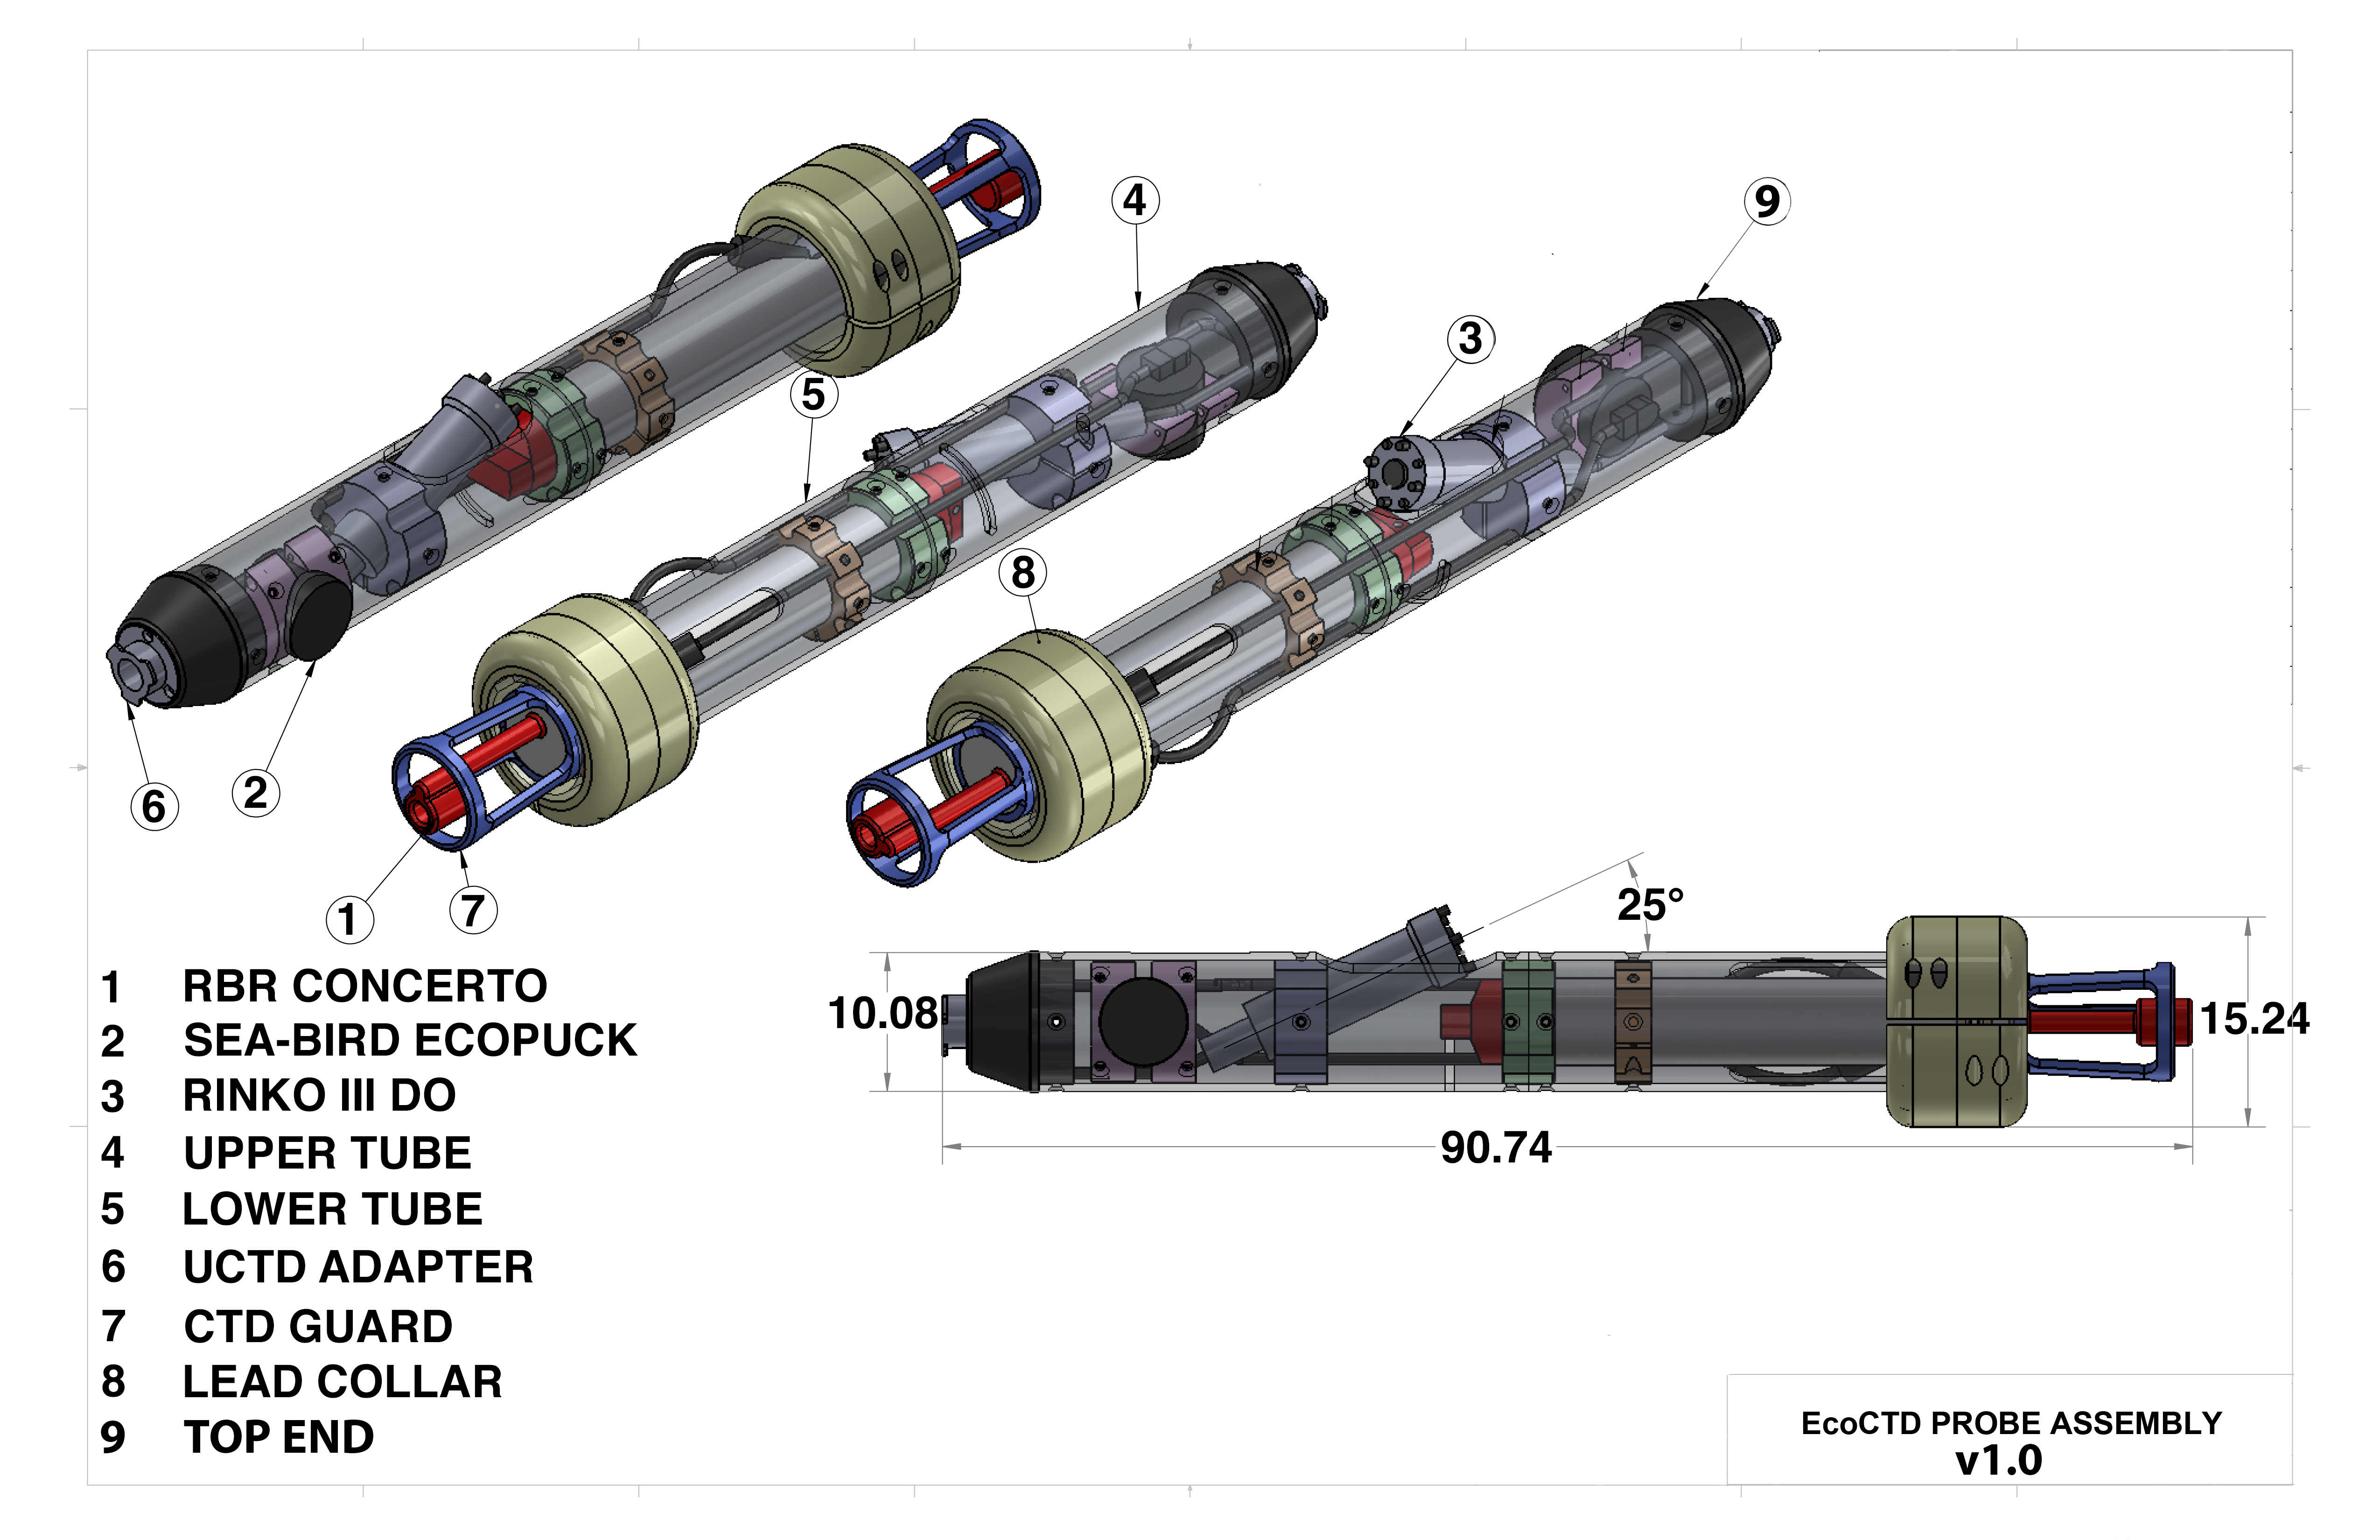 4
9
3
5
8
6
2
1
7
25°
10.08
15.24
90.74
1 RBR CONCERTO
2 SEA-BIRD ECOPUCK
3 RINKO III DO
4 UPPER TUBE
5 LOWER TUBE
6 UCTD ADAPTER
7 CTD GUARD
8 LEAD COLLAR
9 TOP END
EcoCTD PROBE ASSEMBLY
v1.0